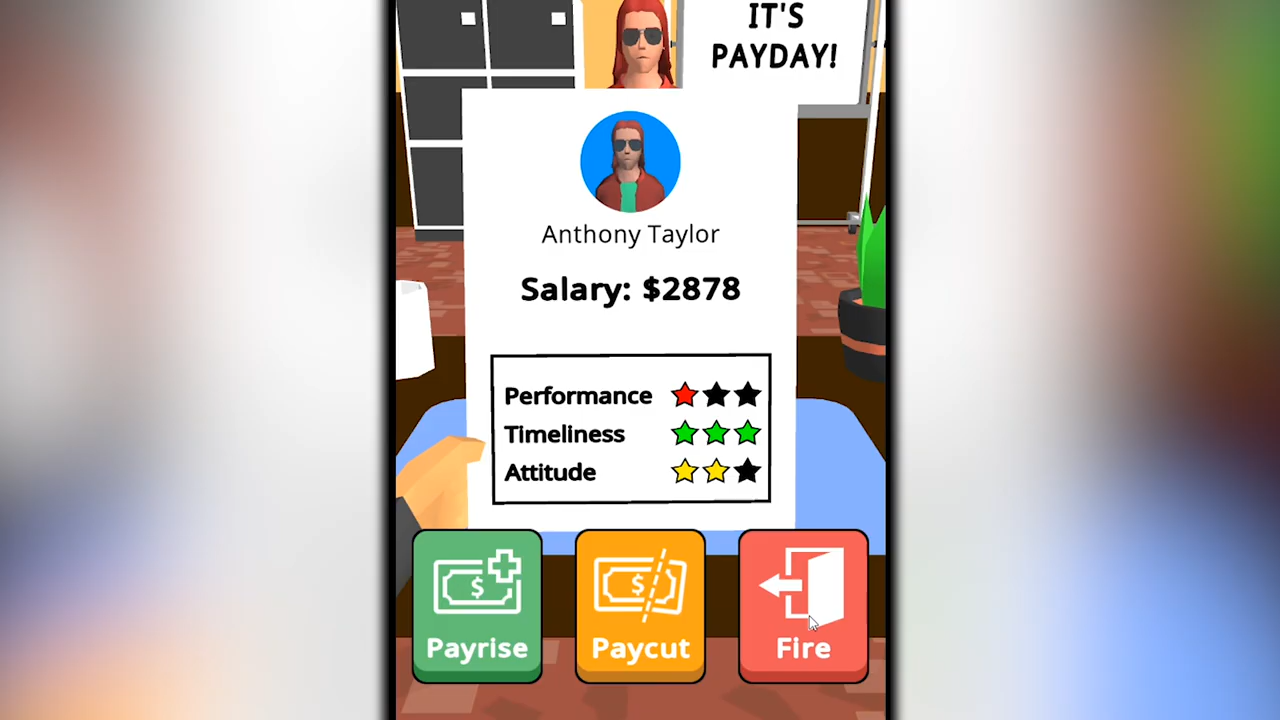 IT'S
PAYDAY!
Anthony Taylor
Salary: $2878
Performance
Timeliness
Attitude
Payrise
Paycut
Fire